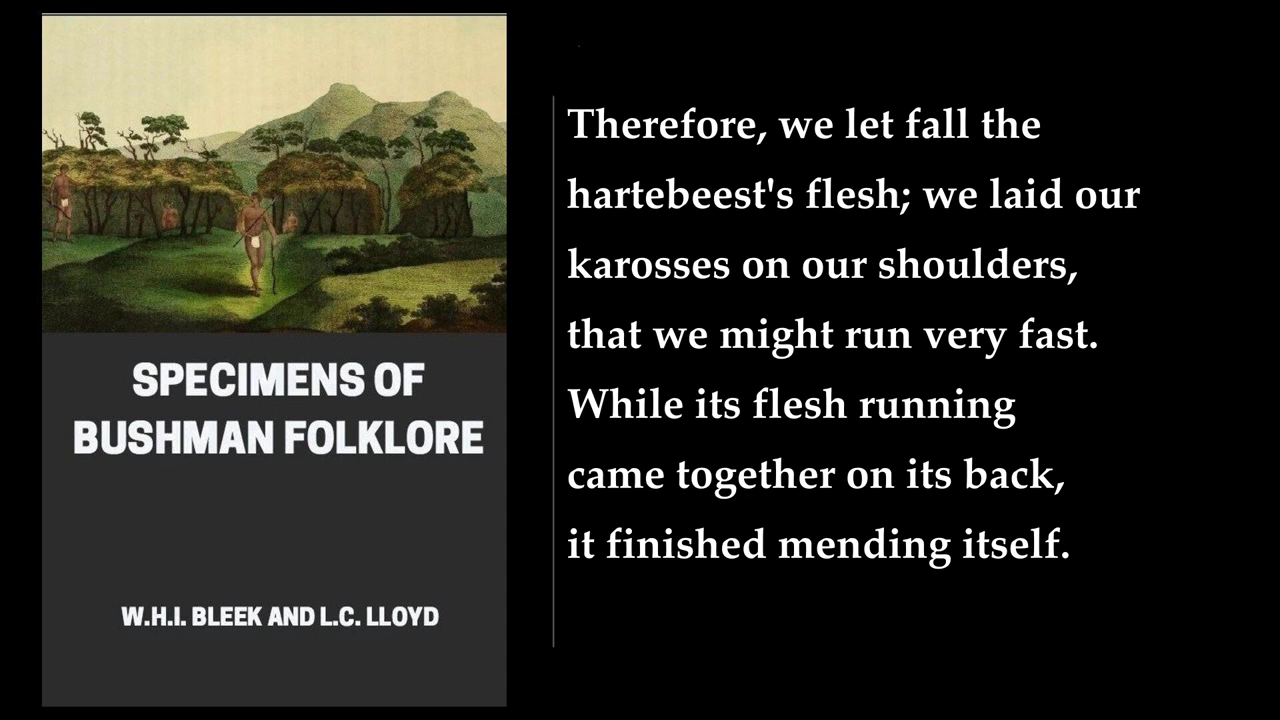 SPECIMENS OF
BUSHMAN FOLKLORE
W.H.I. BLEEK AND L.C. LLOYD
Therefore, we let fall the
hartebeest's flesh; we laid our
karosses on our shoulders,
that we might run very fast.
While its flesh running
came together on its back,
it finished mending itself.